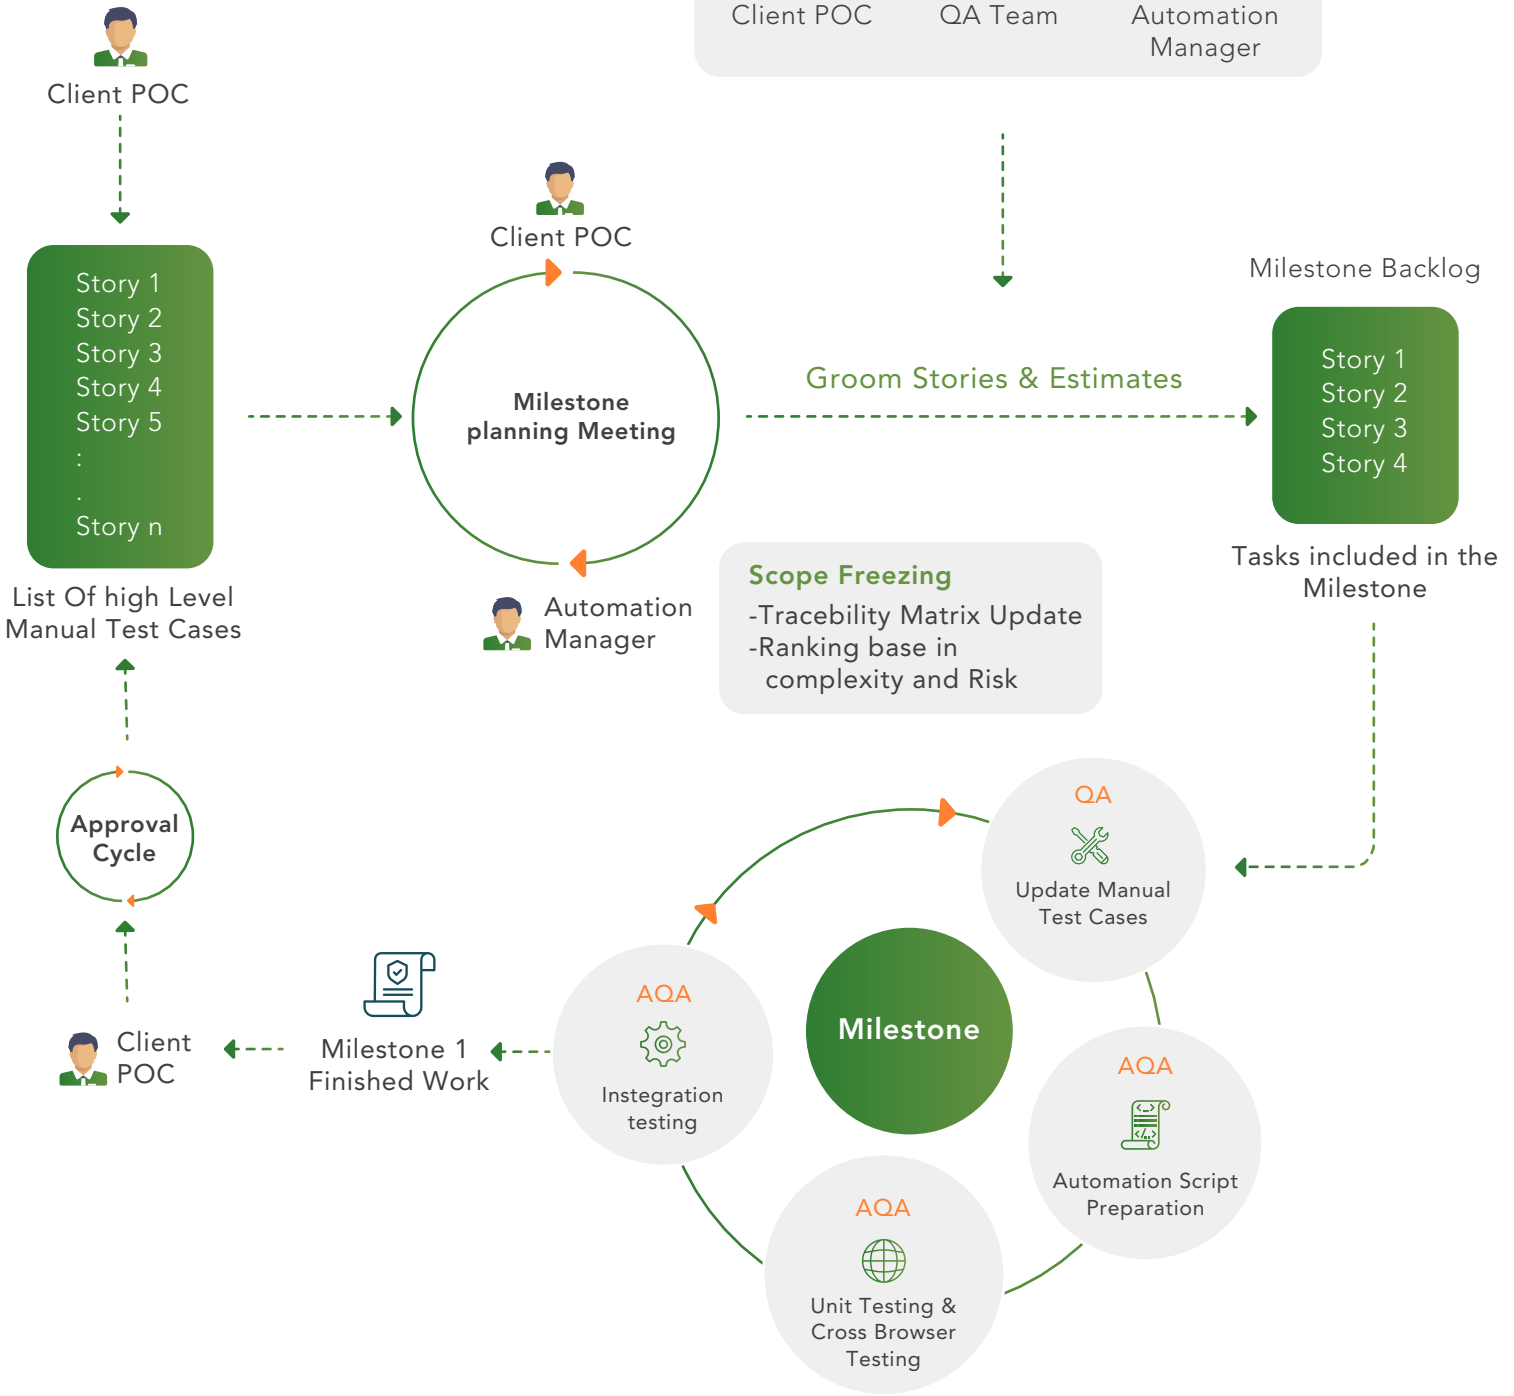 Client POC
QA Team
Automation
Manager
Client POC
Client POC
Story 1
Story 2
Story 3
Story 4
Story 5
:
.
Story n
List Of high Level
Manual Test Cases
Milestone
planning Meeting
Automation
Manager
Groom Stories & Estimates
Milestone Backlog
Story 1
Story 2
Story 3
Story 4
Tasks included in the
Milestone
Scope Freezing
-Tracebility Matrix Update
-Ranking base in
complexity and Risk
Approval
Cycle
Client
POC
Milestone 1
Finished Work
QA
Update Manual
Test Cases
AQA
Automation Script
Preparation
AQA
Unit Testing &
Cross Browser
Testing
AQA
Instegration
testing
Milestone